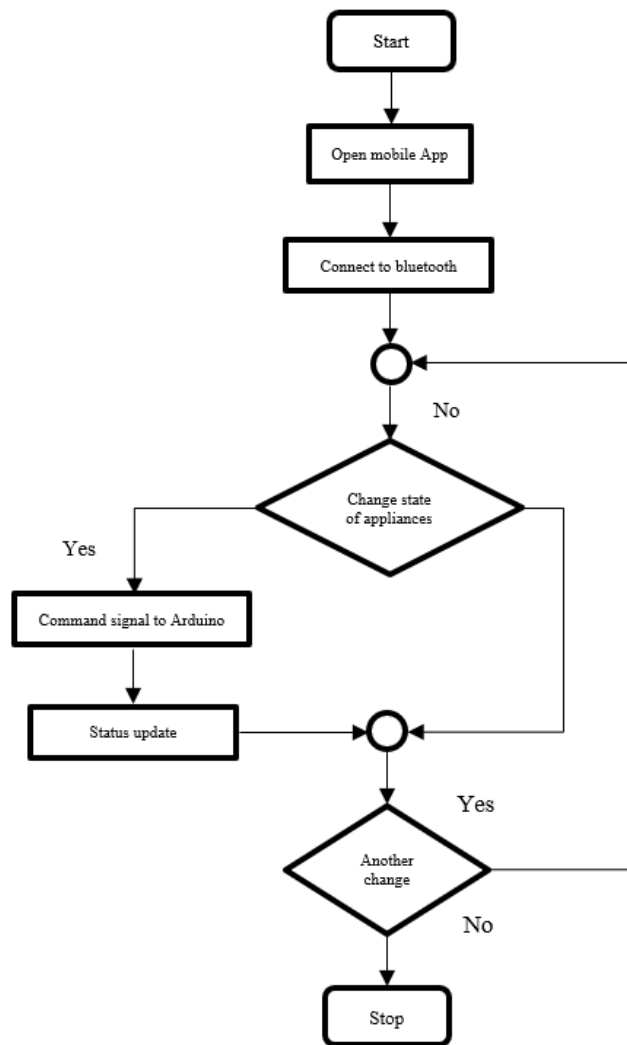 Start
Open mobile App
Connect to bluetooth
No
Change state
of appliances
Yes
Command signal to Arduino
Status update
Yes
Another
change
No
Stop